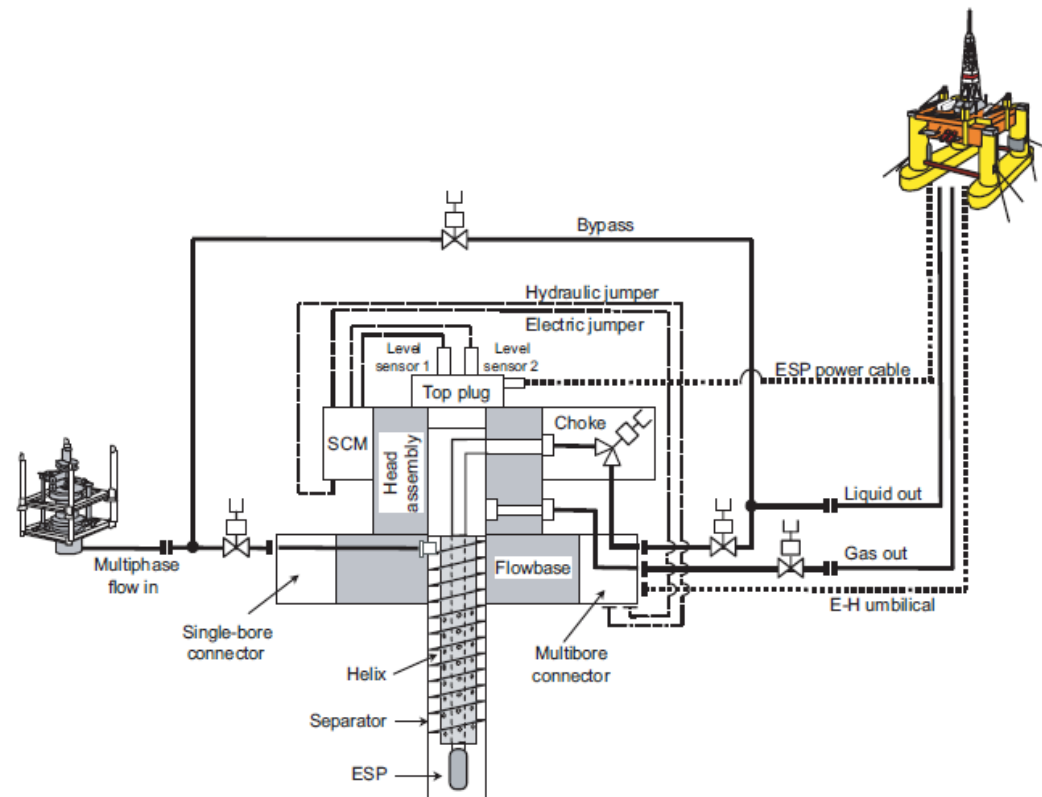 Bypass
Hydraulic jumper
Electric jumper
Level
sensor 1
Level
sensor 2
ESP power cable
Top plug
SCM
Choke
Head
assembly
Liquid out
Gas out
Multiphase
flow in
Flowbase
E-H umbilical
Single-bore
connector
Multibore
connector
Helix
Separator
ESP